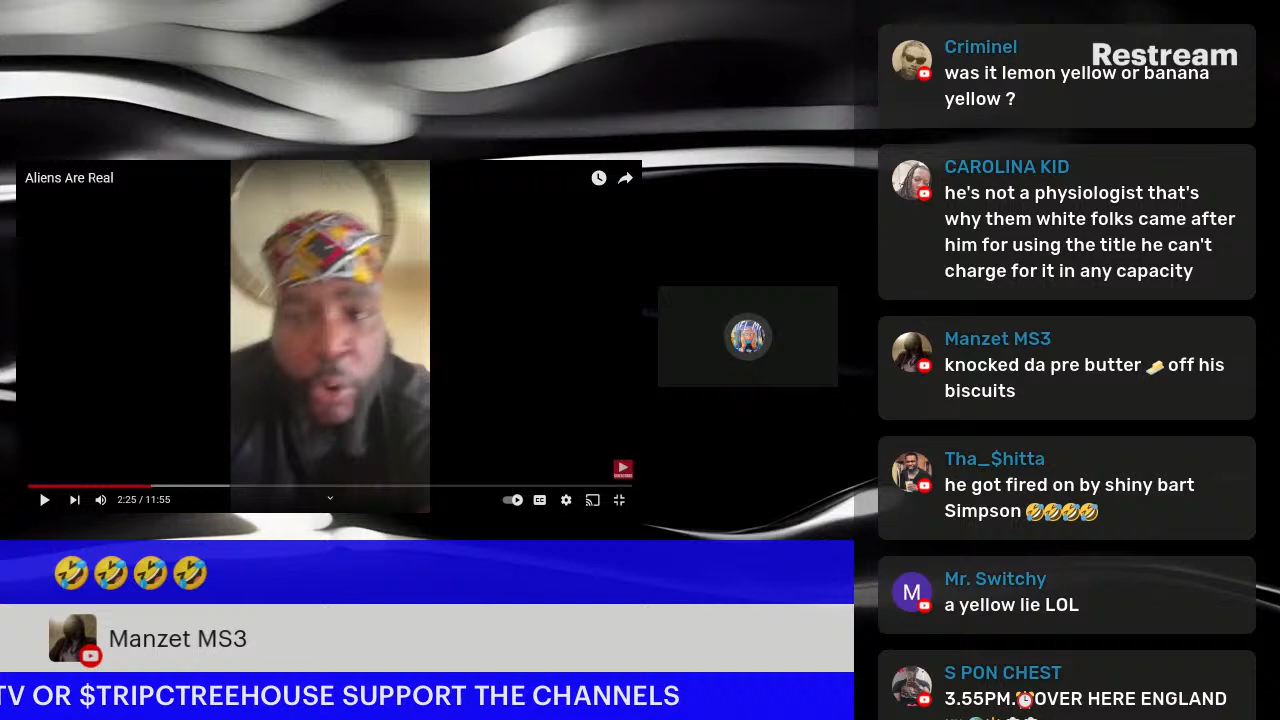 Restream
Criminel
was it lemon yellow or banana
yellow ?
CAROLINA KID
he's not a physiologist that's
why them white folks came after
him for using the title he can't
charge for it in any capacity
Manzet MS3
knocked da pre butter 🧈 off his
biscuits
Tha_$hitta
he got fired on by shiny bart
Simpson 🤣🤣🤣🤣
M
Mr. Switchy
a yellow lie LOL
S PON CHEST
3.55PM.⏰OVER HERE ENGLAND
Aliens Are Real
2:25 / 11:55
CC
🤣🤣🤣🤣
Manzet MS3
TV OR $TRIPCTREEHOUSE SUPPORT THE CHANNELS